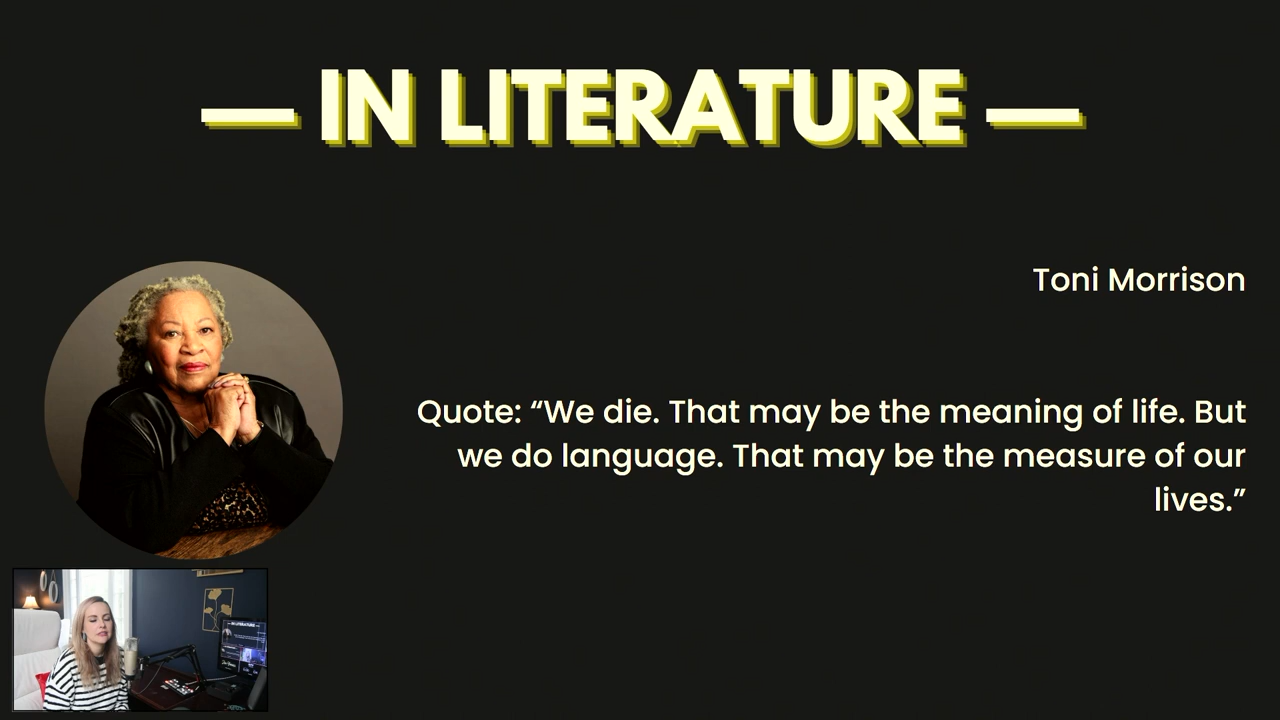 — IN LITERATURE —
Toni Morrison
Quote: “We die. That may be the meaning of life. But
we do language. That may be the measure of our
lives.”